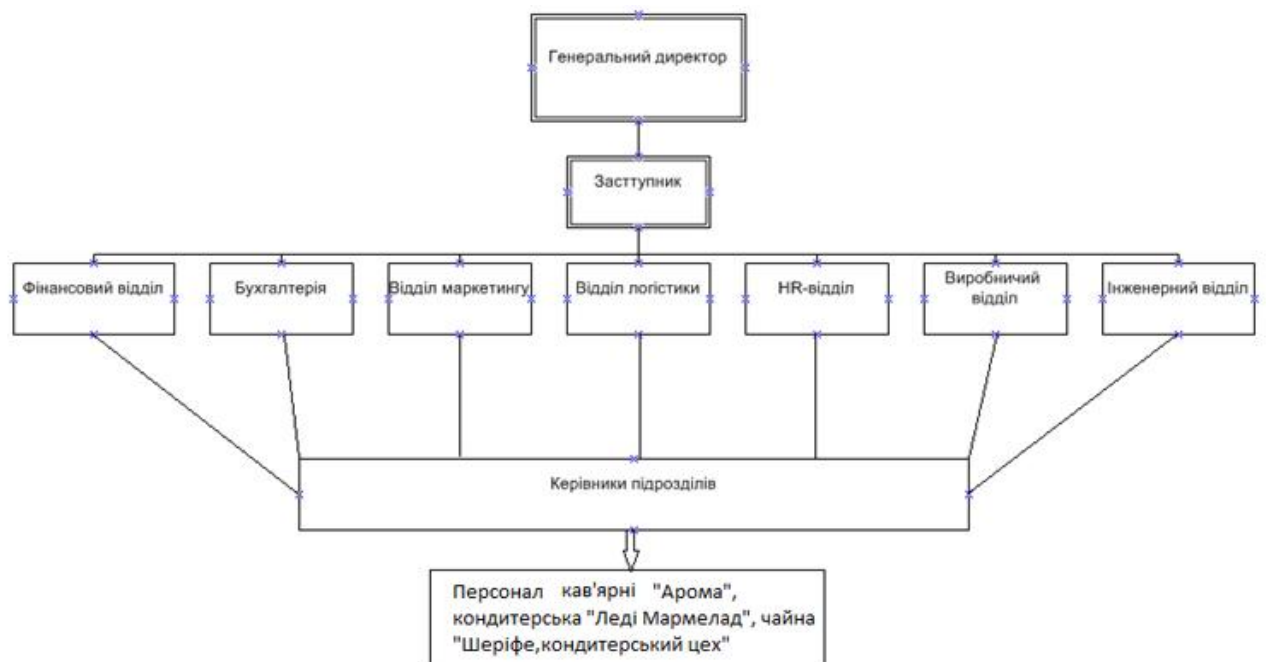 Генеральний директор
Засттупник
Фінансовий відділ
Бухгалтерія
Відділ маркетингу
Відділ логістики
HR-відділ
Виробничий
відділ
Інженерний відділ
Керівники підрозділів
Персонал кав'ярні "Арома",
кондитерська "Леді Мармелад", чайна
"Шеріфе,кондитерський цех"